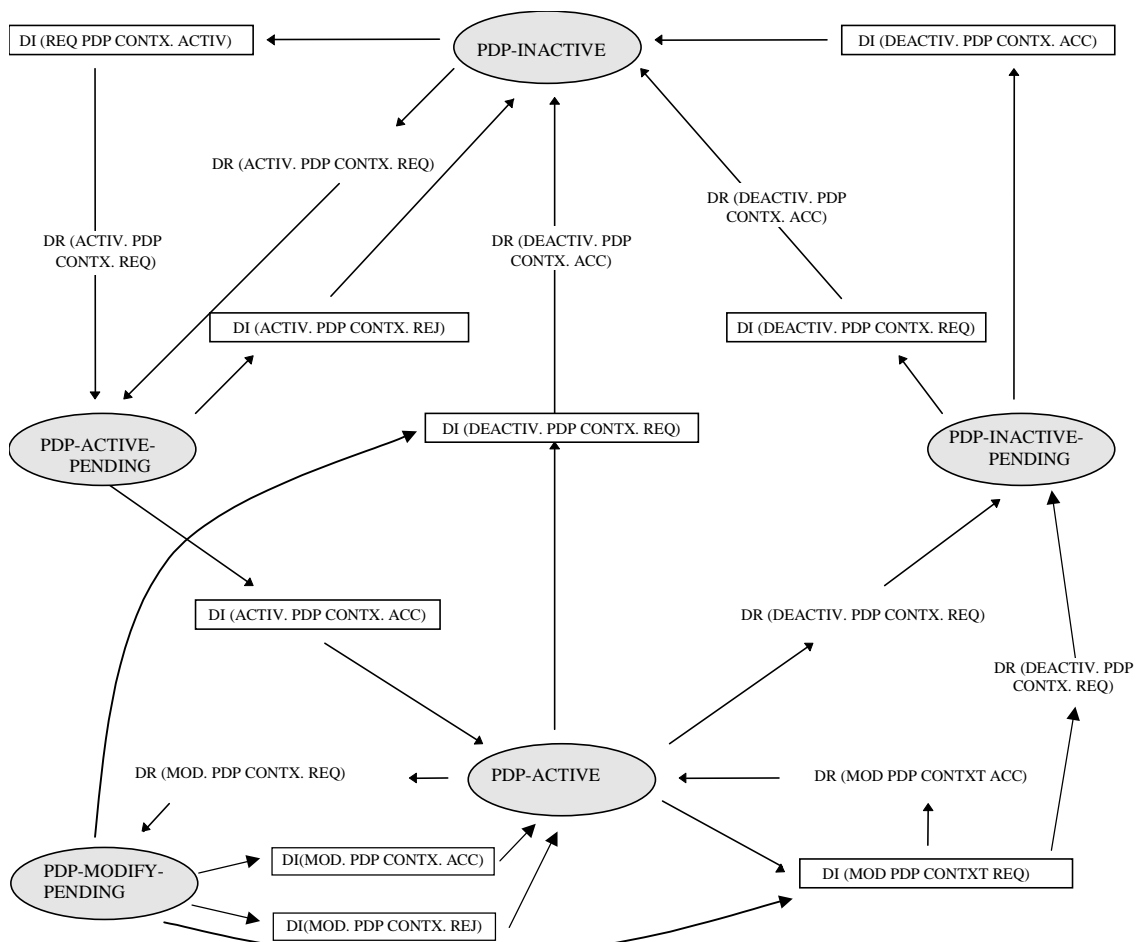 DI (REQ PDP CONTX. ACTIV)
PDP-INACTIVE
DI (DEACTIV. PDP CONTX. ACC)
DR (ACTIV. PDP CONTX. REQ)
DR (DEACTIV. PDP
CONTX. ACC)
DR (ACTIV. PDP
CONTX. REQ)
DR (DEACTIV. PDP
CONTX. ACC)
DI (ACTIV. PDP CONTX. REJ)
DI (DEACTIV. PDP CONTX. REQ)
PDP-ACTIVE-
PENDING
DI (DEACTIV. PDP CONTX. REQ)
PDP-INACTIVE-
PENDING
DI (ACTIV. PDP CONTX. ACC)
DR (DEACTIV. PDP CONTX. REQ)
DR (DEACTIV. PDP
CONTX. REQ)
DR (MOD. PDP CONTX. REQ)
PDP-ACTIVE
DR (MOD PDP CONTXT ACC)
PDP-MODIFY-
PENDING
DI(MOD. PDP CONTX. ACC)
DI (MOD PDP CONTXT REQ)
DI(MOD. PDP CONTX. REJ)